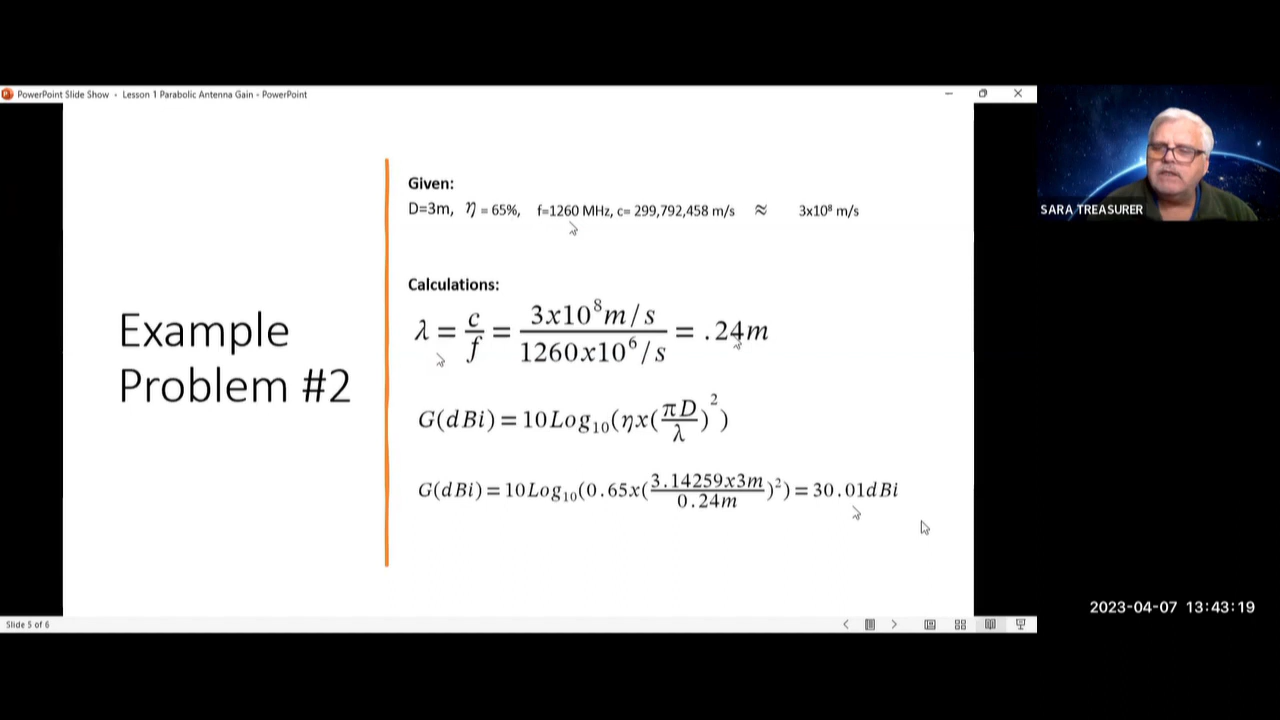 PowerPoint Slide Show - Lesson 1 Parabolic Antenna Gain - PowerPoint
SARA TREASURER
Example
Problem #2
Given:
D=3m, η = 65%, f=1260 MHz, c= 299,792,458 m/s ≈ 3x10⁸ m/s
Calculations:
λ = c/f = 3x10⁸m/s / 1260x10⁶/s = .24m
G(dBi) = 10Log₁₀(ηx(πD/λ)²)
G(dBi) = 10Log₁₀(0.65x(3.14259x3m/0.24m)²) = 30.01dBi
2023-04-07 13:43:19
Slide 5 of 6